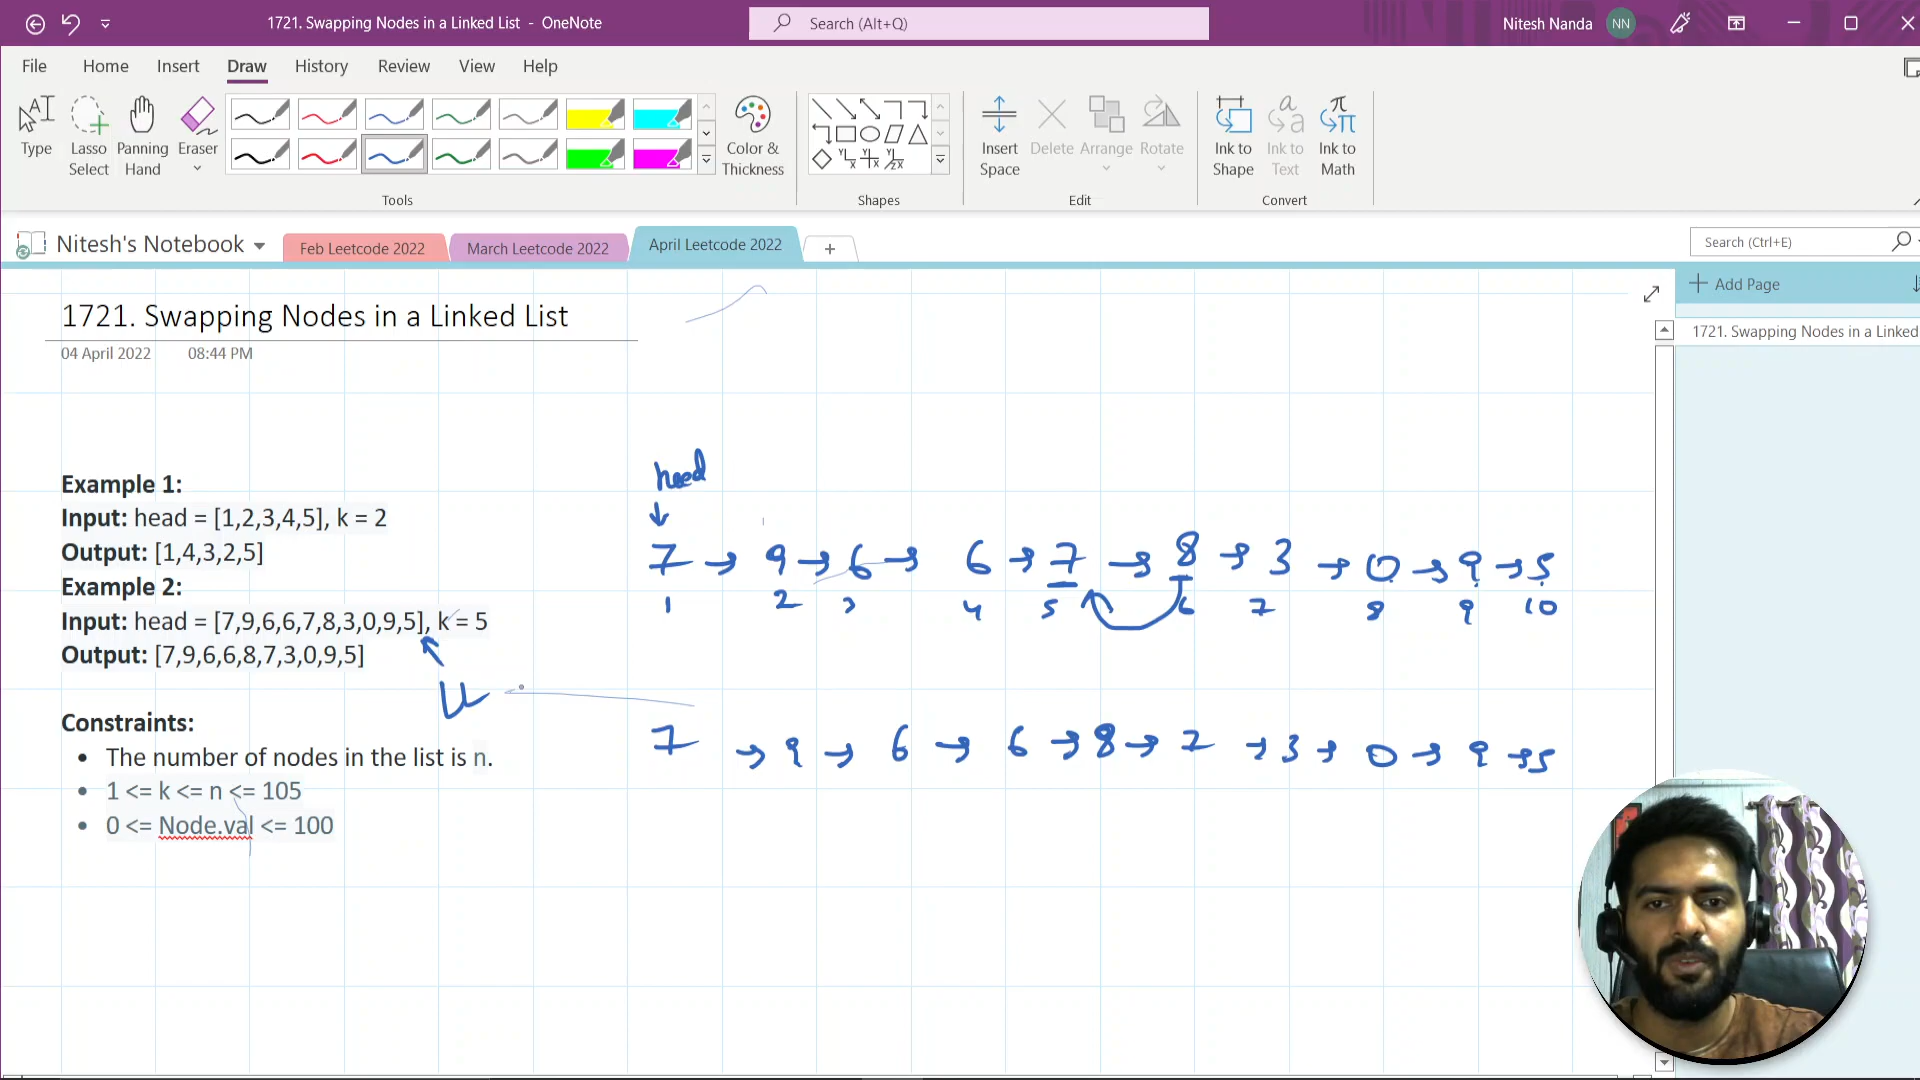 1721. Swapping Nodes in a Linked List - OneNote
Search (Alt+Q)
Nitesh Nanda
NN
File Home Insert Draw History Review View Help
Type
Lasso Select
Panning Hand
Eraser
Color & Thickness
Insert Space
Delete
Arrange
Rotate
Ink to Shape
Ink to Text
Ink to Math
Tools
Shapes
Edit
Convert
Nitesh's Notebook
Feb Leetcode 2022
March Leetcode 2022
April Leetcode 2022
Search (Ctrl+E)
Add Page
1721. Swapping Nodes in a Linked
1721. Swapping Nodes in a Linked List
04 April 2022 08:44 PM
Example 1:
Input: head = [1,2,3,4,5], k = 2
Output: [1,4,3,2,5]
Example 2:
Input: head = [7,9,6,6,7,8,3,0,9,5], k = 5
Output: [7,9,6,6,8,7,3,0,9,5]
LL
Constraints:
• The number of nodes in the list is n.
• 1 <= k <= n <= 105
• 0 <= Node.val <= 100
head
↓
7 → 9 → 6 → 6 → 7 → 8 → 3 → 0 → 9 → 5
1 2 3 4 5 6 7 8 9 10
7 → 9 → 6 → 6 → 8 → 7 → 3 → 0 → 9 → 5